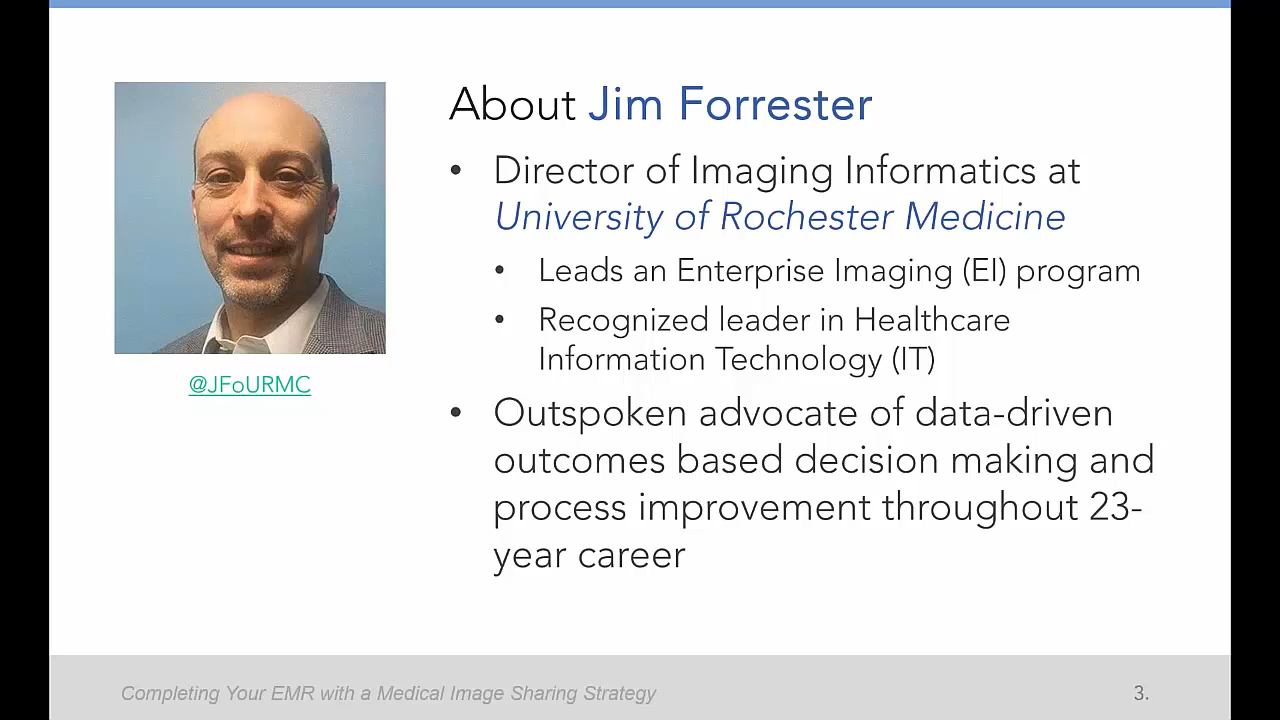 About Jim Forrester
• Director of Imaging Informatics at
University of Rochester Medicine
• Leads an Enterprise Imaging (EI) program
• Recognized leader in Healthcare
Information Technology (IT)
• Outspoken advocate of data-driven
outcomes based decision making and
process improvement throughout 23-
year career
@JFoURMC
Completing Your EMR with a Medical Image Sharing Strategy
3.